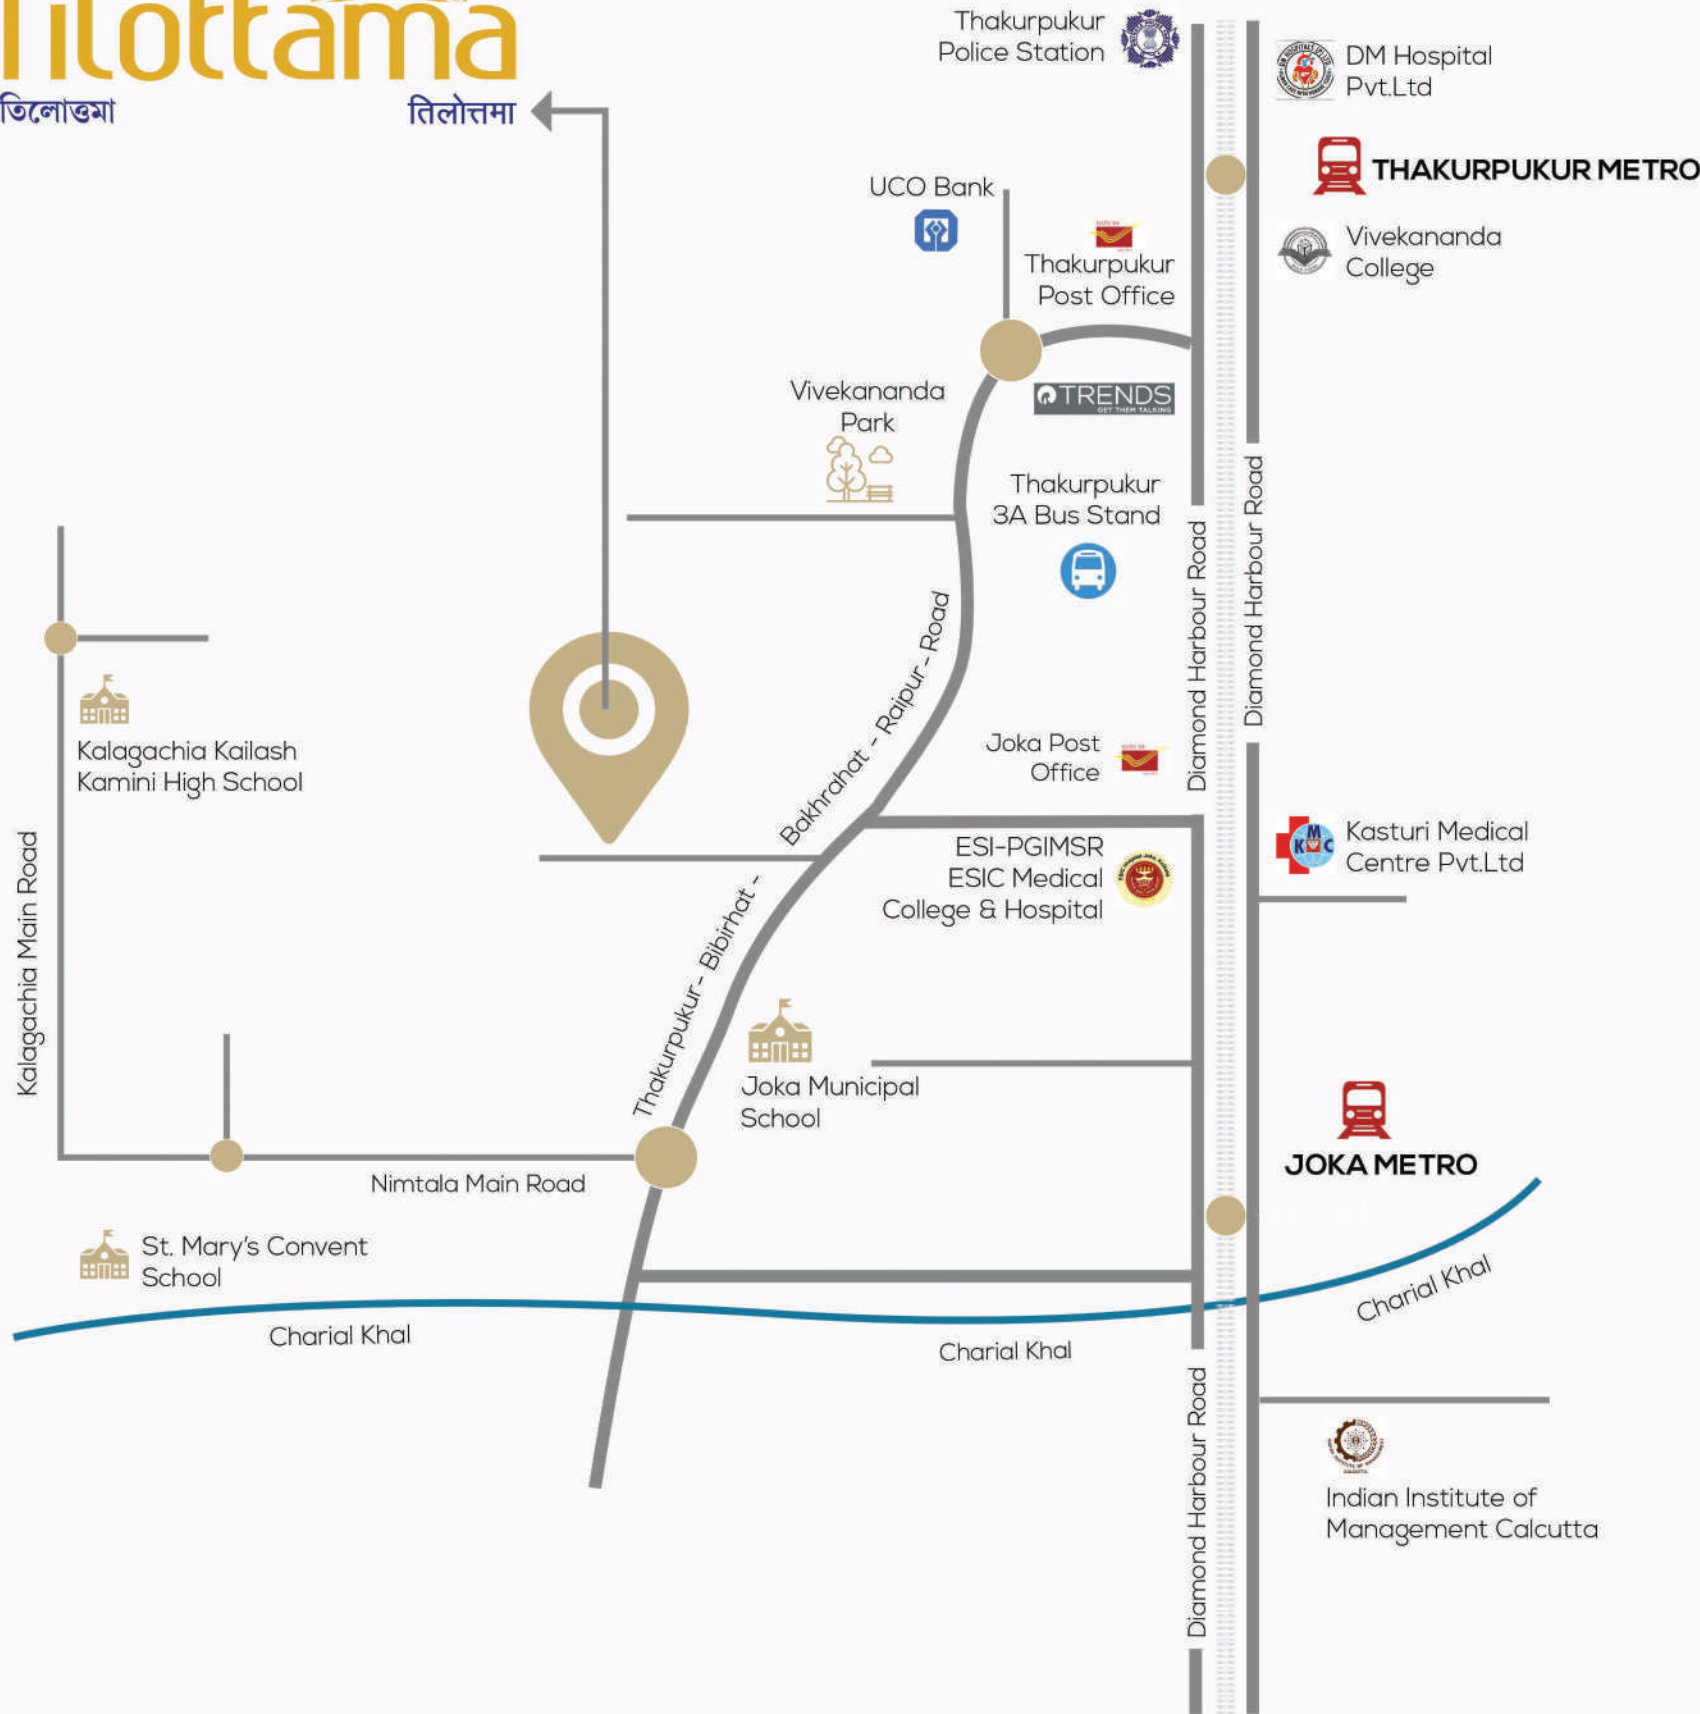 Tilottama
তিলোত্তমা
तिलोत्तमा
Thakurpukur
Police Station
DM Hospital
Pvt.Ltd
THAKURPUKUR METRO
UCO Bank
Vivekananda
College
Thakurpukur
Post Office
Vivekananda
Park
TRENDS
GET THEM TALKING
Thakurpukur
3A Bus Stand
Diamond Harbour Road
Diamond Harbour Road
Kalagachia Kailash
Kamini High School
Joka Post
Office
Thakurpukur - Bibirhat - Bakhrahat - Raipur - Road
Kalagachia Main Road
ESI-PGIMSR
ESIC Medical
College & Hospital
M
K C
Kasturi Medical
Centre Pvt.Ltd
Joka Municipal
School
JOKA METRO
Nimtala Main Road
St. Mary's Convent
School
Charial Khal
Charial Khal
Charial Khal
Diamond Harbour Road
Indian Institute of
Management Calcutta